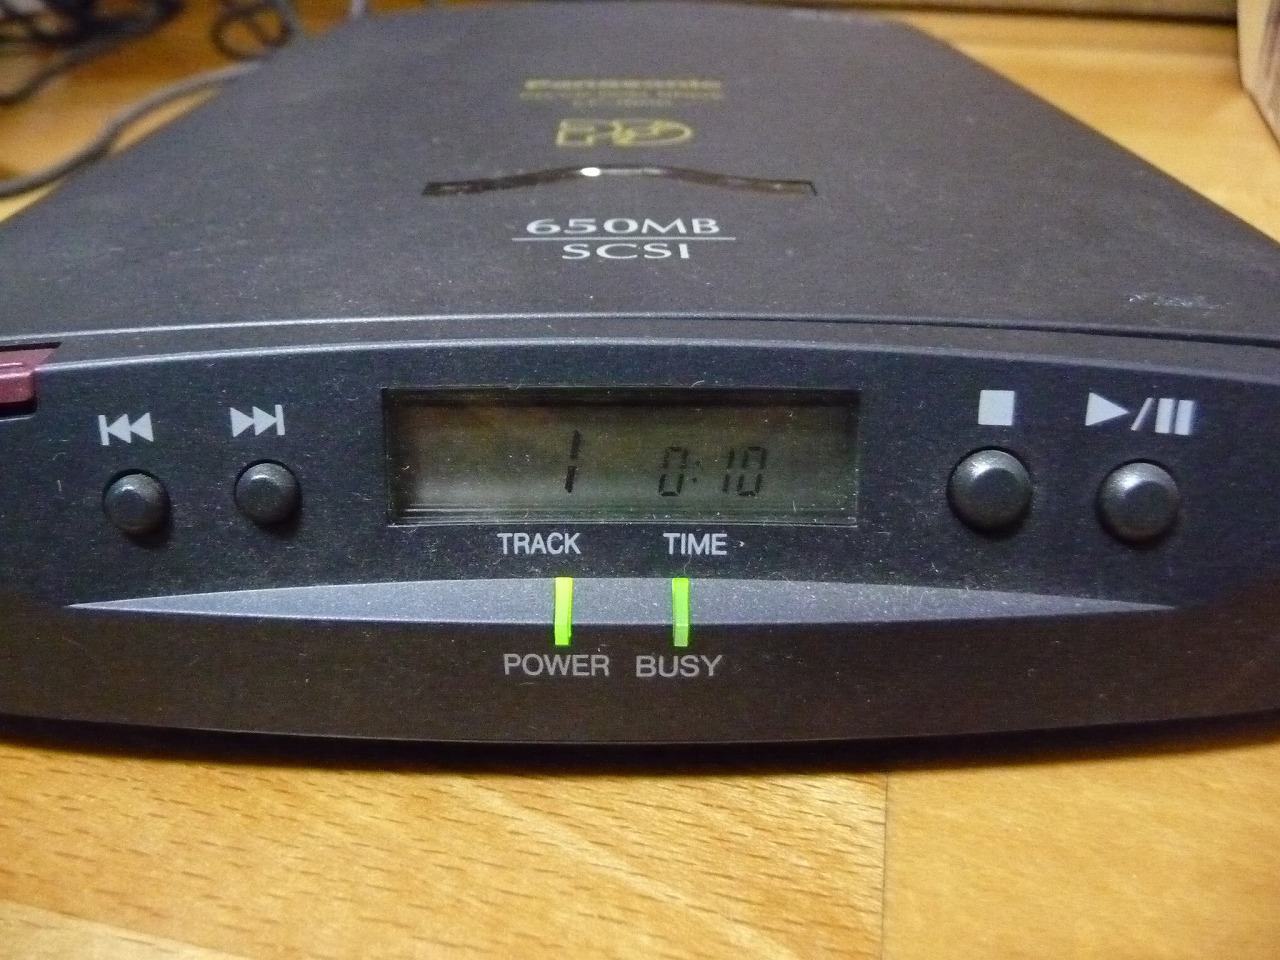 Panasonic
PD
650MB
SCSI
1 0:10
TRACK TIME
POWER BUSY